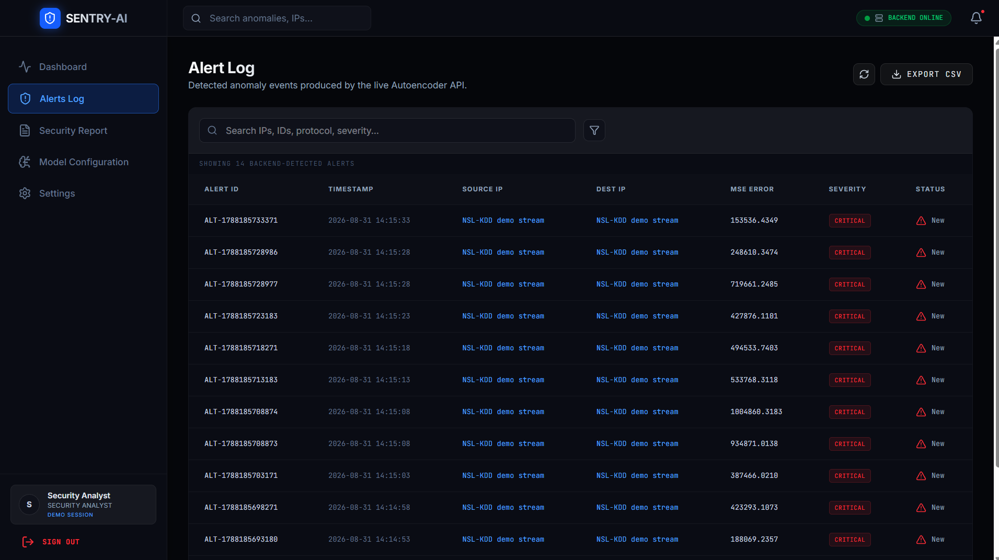 SENTRY-AI
Search anomalies, IPs...
BACKEND ONLINE
Dashboard
Alerts Log
Security Report
Model Configuration
Settings
Alert Log
Detected anomaly events produced by the live Autoencoder API.
EXPORT CSV
Search IPs, IDs, protocol, severity...
SHOWING 14 BACKEND-DETECTED ALERTS
ALERT ID TIMESTAMP SOURCE IP DEST IP MSE ERROR SEVERITY STATUS
ALT-1788185733371 2026-08-31 14:15:33 NSL-KDD demo stream NSL-KDD demo stream 153536.4349 CRITICAL New
ALT-1788185728986 2026-08-31 14:15:28 NSL-KDD demo stream NSL-KDD demo stream 248610.3474 CRITICAL New
ALT-1788185728977 2026-08-31 14:15:28 NSL-KDD demo stream NSL-KDD demo stream 719661.2485 CRITICAL New
ALT-1788185723183 2026-08-31 14:15:23 NSL-KDD demo stream NSL-KDD demo stream 427876.1101 CRITICAL New
ALT-1788185718271 2026-08-31 14:15:18 NSL-KDD demo stream NSL-KDD demo stream 494533.7403 CRITICAL New
ALT-1788185713183 2026-08-31 14:15:13 NSL-KDD demo stream NSL-KDD demo stream 533768.3118 CRITICAL New
ALT-1788185708874 2026-08-31 14:15:08 NSL-KDD demo stream NSL-KDD demo stream 1004860.3183 CRITICAL New
ALT-1788185708873 2026-08-31 14:15:08 NSL-KDD demo stream NSL-KDD demo stream 934871.0138 CRITICAL New
ALT-1788185703171 2026-08-31 14:15:03 NSL-KDD demo stream NSL-KDD demo stream 387466.0210 CRITICAL New
ALT-1788185698271 2026-08-31 14:14:58 NSL-KDD demo stream NSL-KDD demo stream 423293.1073 CRITICAL New
ALT-1788185693180 2026-08-31 14:14:53 NSL-KDD demo stream NSL-KDD demo stream 188069.2357 CRITICAL New
S
Security Analyst
SECURITY ANALYST
DEMO SESSION
SIGN OUT